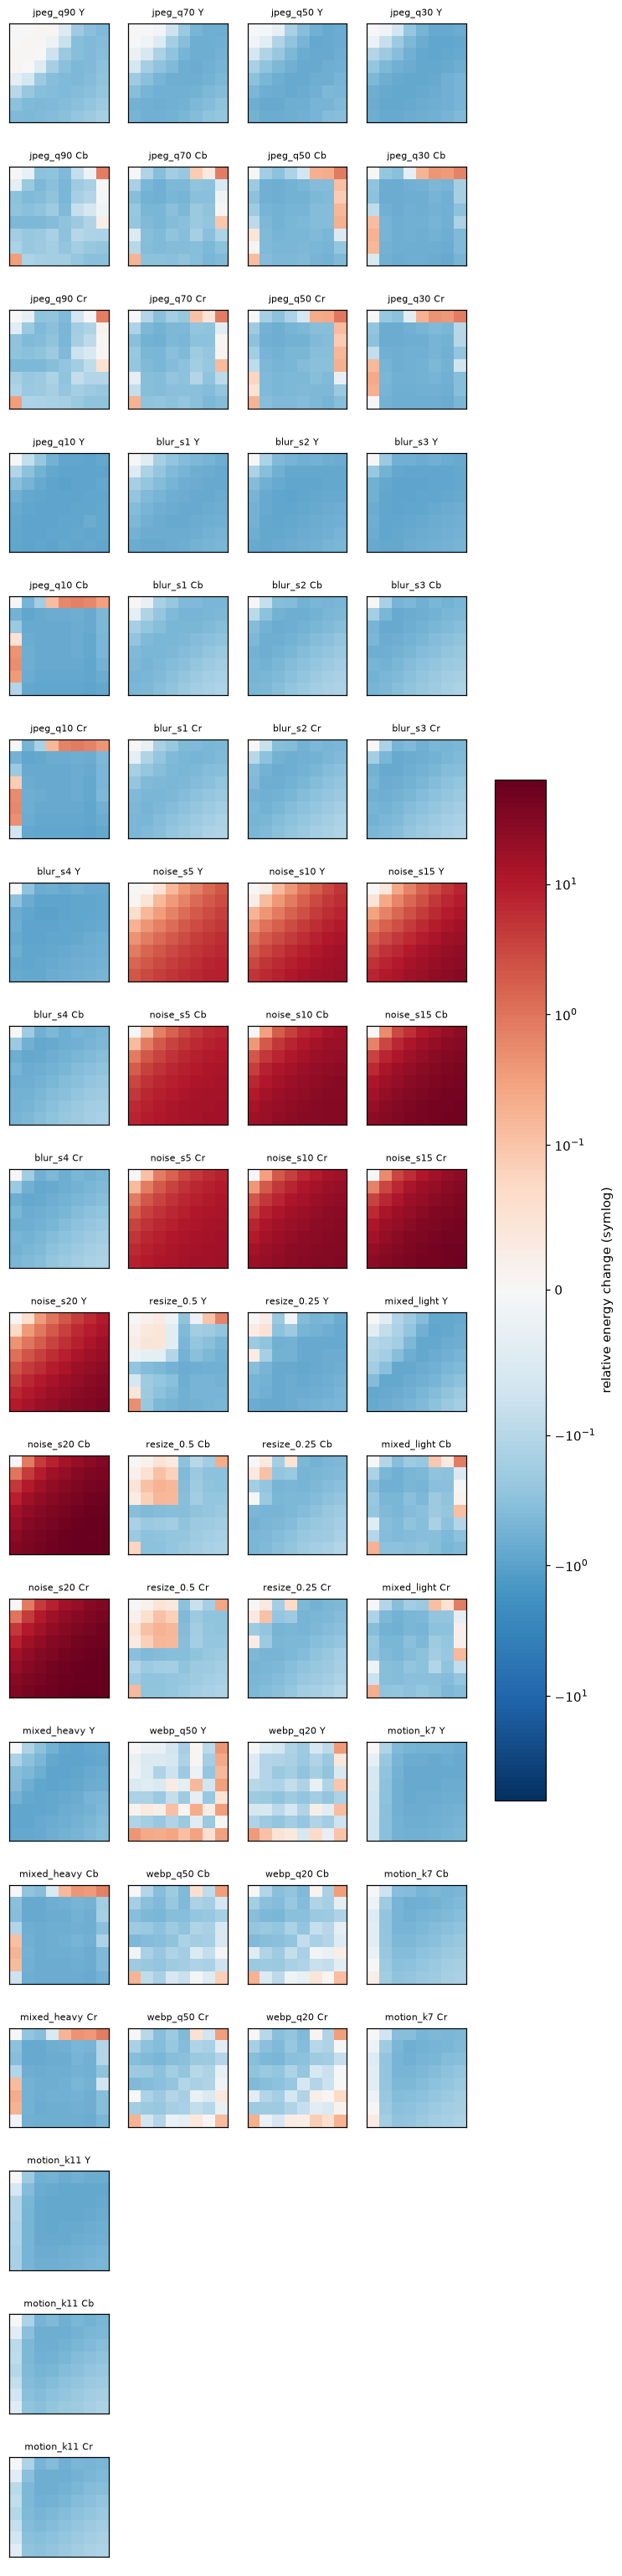 jpeg_q90 Y jpeg_q70 Y jpeg_q50 Y jpeg_q30 Y
jpeg_q90 Cb jpeg_q70 Cb jpeg_q50 Cb jpeg_q30 Cb
jpeg_q90 Cr jpeg_q70 Cr jpeg_q50 Cr jpeg_q30 Cr
jpeg_q10 Y blur_s1 Y blur_s2 Y blur_s3 Y
jpeg_q10 Cb blur_s1 Cb blur_s2 Cb blur_s3 Cb
jpeg_q10 Cr blur_s1 Cr blur_s2 Cr blur_s3 Cr
blur_s4 Y noise_s5 Y noise_s10 Y noise_s15 Y
blur_s4 Cb noise_s5 Cb noise_s10 Cb noise_s15 Cb
blur_s4 Cr noise_s5 Cr noise_s10 Cr noise_s15 Cr
noise_s20 Y resize_0.5 Y resize_0.25 Y mixed_light Y
noise_s20 Cb resize_0.5 Cb resize_0.25 Cb mixed_light Cb
noise_s20 Cr resize_0.5 Cr resize_0.25 Cr mixed_light Cr
mixed_heavy Y webp_q50 Y webp_q20 Y motion_k7 Y
mixed_heavy Cb webp_q50 Cb webp_q20 Cb motion_k7 Cb
mixed_heavy Cr webp_q50 Cr webp_q20 Cr motion_k7 Cr
motion_k11 Y
motion_k11 Cb
motion_k11 Cr
10¹
10⁰
10⁻¹
0
−10⁻¹
−10⁰
−10¹
relative energy change (symlog)